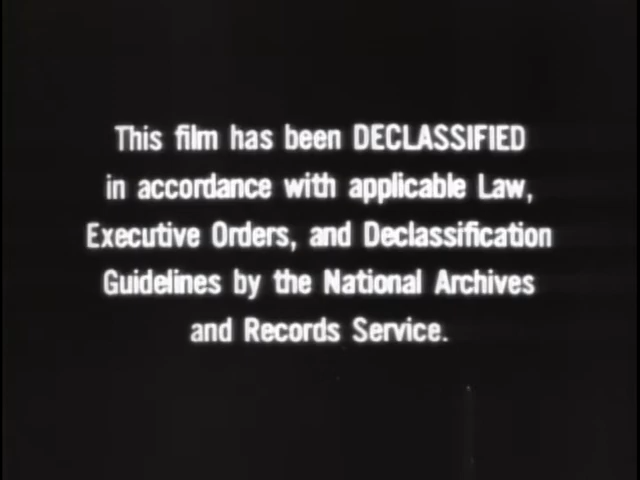 This film has been DECLASSIFIED
in accordance with applicable Law,
Executive Orders, and Declassification
Guidelines by the National Archives
and Records Service.